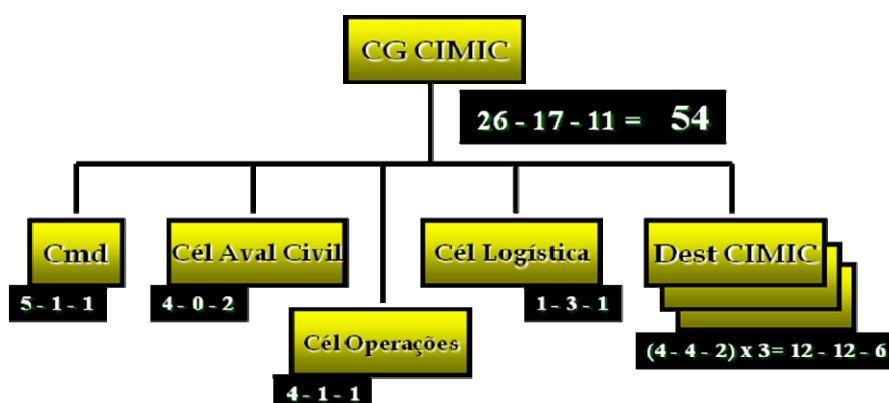 CG CIMIC
26 - 17 - 11 = 54
Cmd
5 - 1 - 1
Cél Aval Civil
4 - 0 - 2
Cél Operações
4 - 1 - 1
Cél Logística
1 - 3 - 1
Dest CIMIC
(4 - 4 - 2) x 3= 12 - 12 - 6